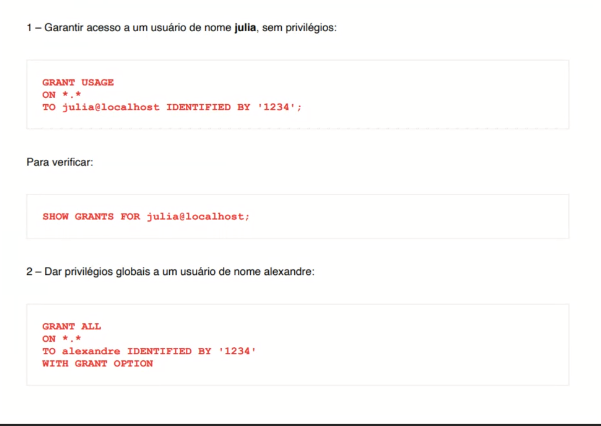 1 – Garantir acesso a um usuário de nome julia, sem privilégios:
GRANT USAGE
ON *.*
TO julia@localhost IDENTIFIED BY '1234';
Para verificar:
SHOW GRANTS FOR julia@localhost;
2 – Dar privilégios globais a um usuário de nome alexandre:
GRANT ALL
ON *.*
TO alexandre IDENTIFIED BY '1234'
WITH GRANT OPTION